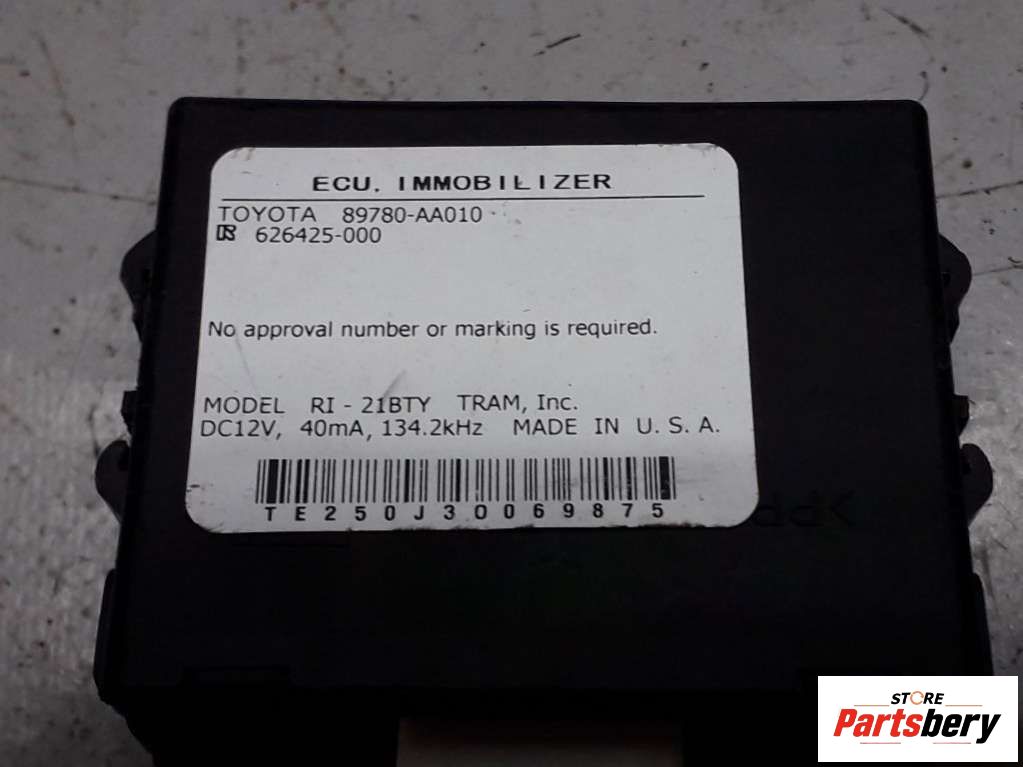 ECU, IMMOBILIZER
TOYOTA 89780-AA010
626425-000
No approval number or marking is required.
MODEL RI - 21BTY TRAM, Inc.
DC12V, 40mA, 134.2kHz MADE IN U. S. A.
TE250J30069875
STORE
Partsbery